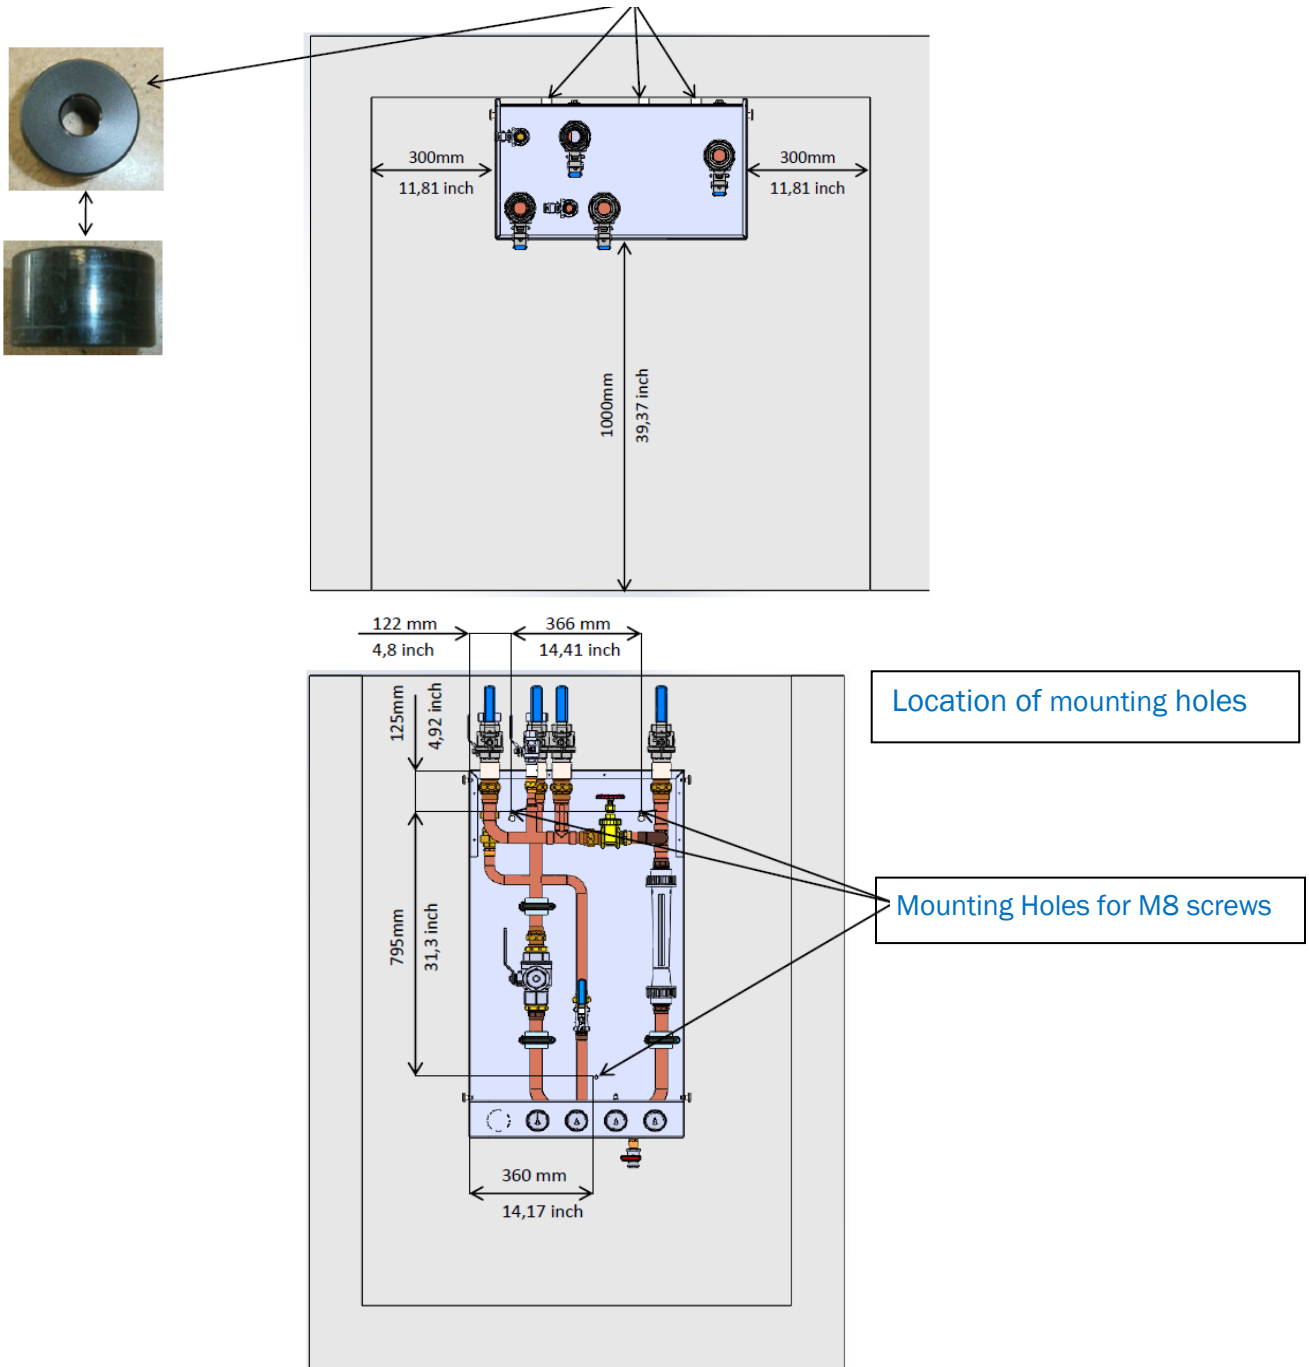 300mm
11,81 inch
300mm
11,81 inch
1000mm
39,37 inch
122 mm
4,8 inch
366 mm
14,41 inch
125mm
4,92 inch
Location of mounting holes
795mm
31,3 inch
Mounting Holes for M8 screws
360 mm
14,17 inch